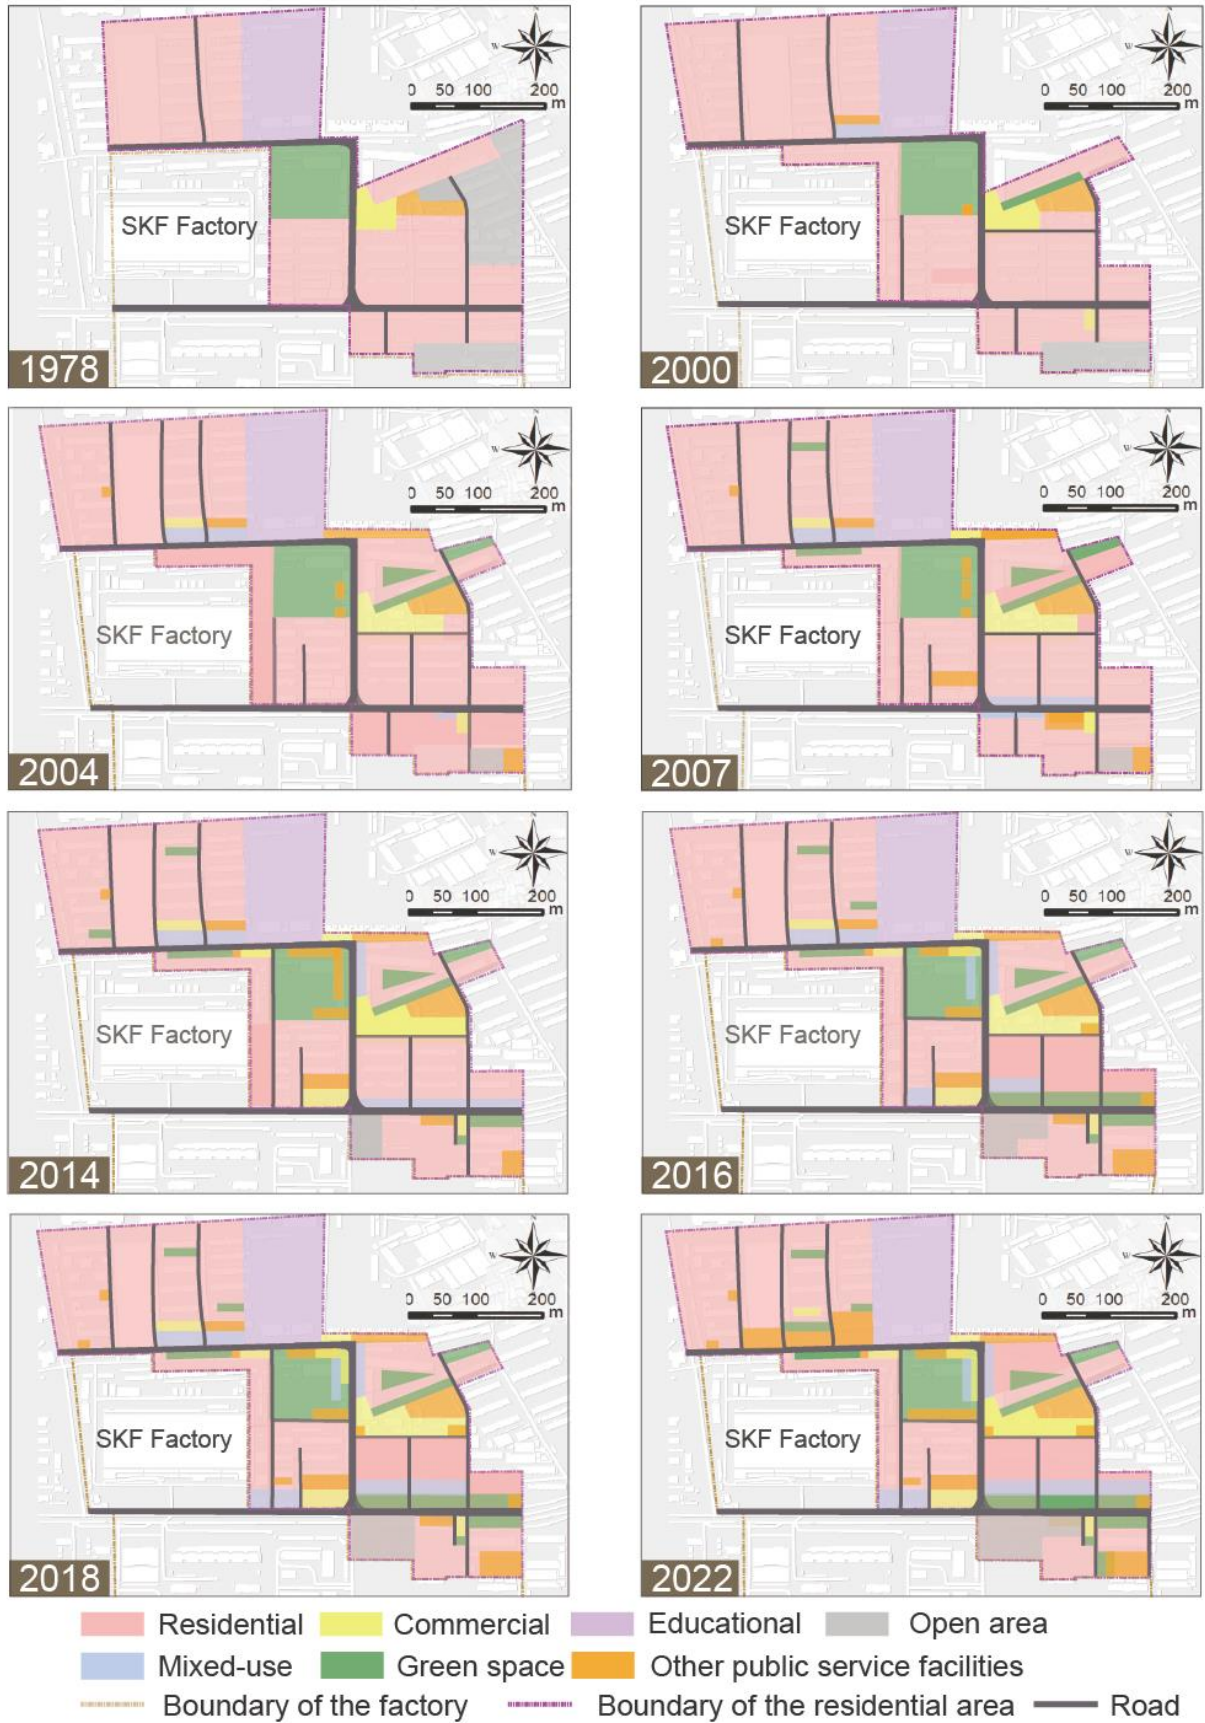 N
W
0 50 100 200
m
SKF Factory
1978
N
W
0 50 100 200
m
SKF Factory
2000
N
W
0 50 100 200
m
SKF Factory
2004
N
W
0 50 100 200
m
SKF Factory
2007
N
W
0 50 100 200
m
SKF Factory
2014
N
W
0 50 100 200
m
SKF Factory
2016
N
W
0 50 100 200
m
SKF Factory
2018
N
W
0 50 100 200
m
SKF Factory
2022
Residential Commercial Educational Open area
Mixed-use Green space Other public service facilities
Boundary of the factory Boundary of the residential area Road